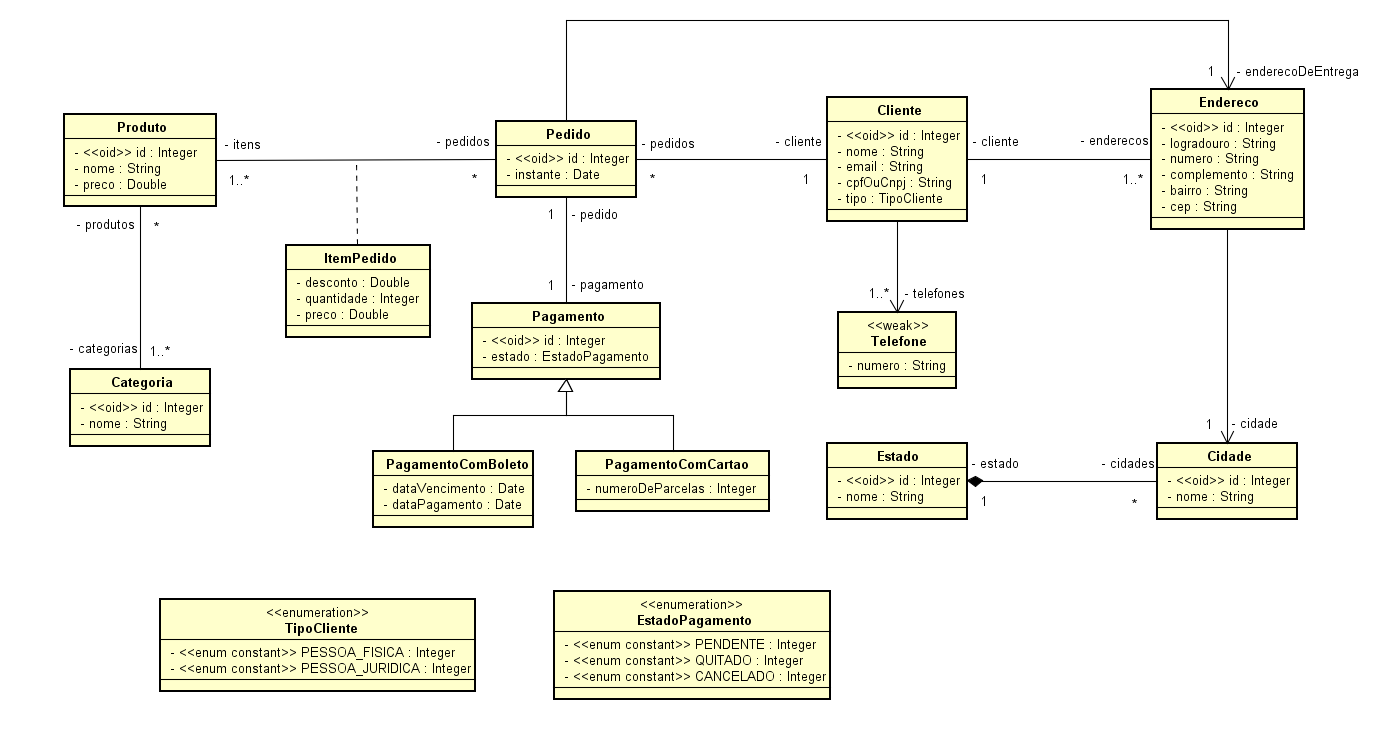 1
- enderecoDeEntrega
Produto
- <<oid>> id : Integer
- nome : String
- preco : Double
- itens
1..*
- pedidos
*
Pedido
- <<oid>> id : Integer
- instante : Date
- pedidos
*
- cliente
1
Cliente
- <<oid>> id : Integer
- nome : String
- email : String
- cpfOuCnpj : String
- tipo : TipoCliente
- cliente
1
- enderecos
1..*
Endereco
- <<oid>> id : Integer
- logradouro : String
- numero : String
- complemento : String
- bairro : String
- cep : String
- produtos
*
ItemPedido
- desconto : Double
- quantidade : Integer
- preco : Double
1
- pedido
1
- pagamento
1..*
- telefones
Pagamento
- <<oid>> id : Integer
- estado : EstadoPagamento
<<weak>>
Telefone
- numero : String
- categorias
1..*
Categoria
- <<oid>> id : Integer
- nome : String
PagamentoComBoleto
- dataVencimento : Date
- dataPagamento : Date
PagamentoComCartao
- numeroDeParcelas : Integer
1
- cidade
Estado
- <<oid>> id : Integer
- nome : String
- estado
1
- cidades
*
Cidade
- <<oid>> id : Integer
- nome : String
<<enumeration>>
TipoCliente
- <<enum constant>> PESSOA_FISICA : Integer
- <<enum constant>> PESSOA_JURIDICA : Integer
<<enumeration>>
EstadoPagamento
- <<enum constant>> PENDENTE : Integer
- <<enum constant>> QUITADO : Integer
- <<enum constant>> CANCELADO : Integer